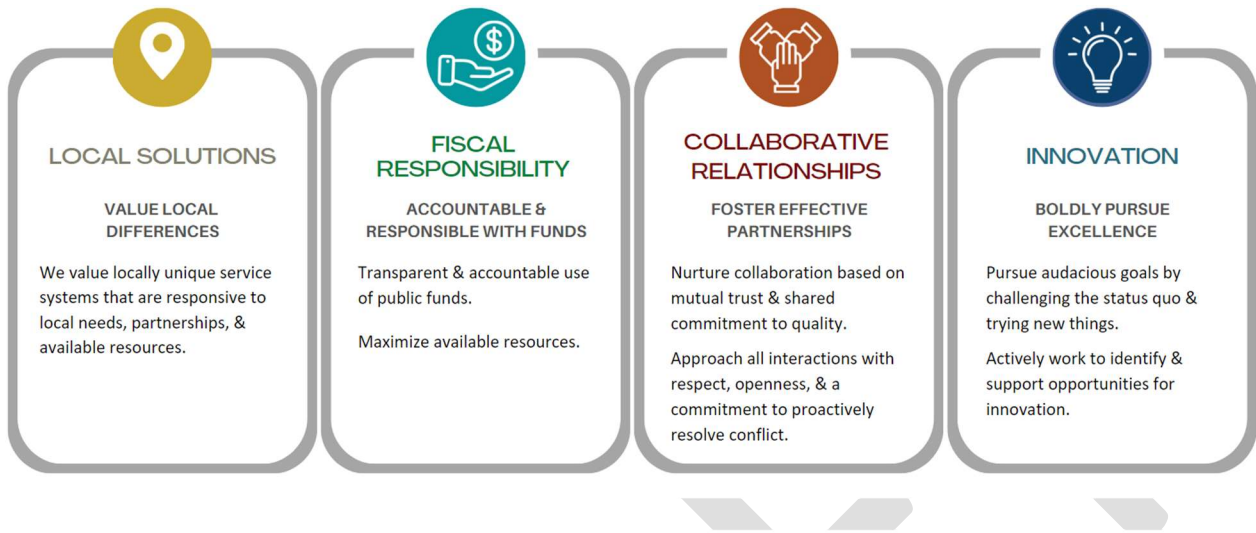 LOCAL SOLUTIONS
VALUE LOCAL
DIFFERENCES
We value locally unique service
systems that are responsive to
local needs, partnerships, &
available resources.
FISCAL
RESPONSIBILITY
ACCOUNTABLE &
RESPONSIBLE WITH FUNDS
Transparent & accountable use
of public funds.
Maximize available resources.
COLLABORATIVE
RELATIONSHIPS
FOSTER EFFECTIVE
PARTNERSHIPS
Nurture collaboration based on
mutual trust & shared
commitment to quality.
Approach all interactions with
respect, openness, & a
commitment to proactively
resolve conflict.
INNOVATION
BOLDLY PURSUE
EXCELLENCE
Pursue audacious goals by
challenging the status quo &
trying new things.
Actively work to identify &
support opportunities for
innovation.